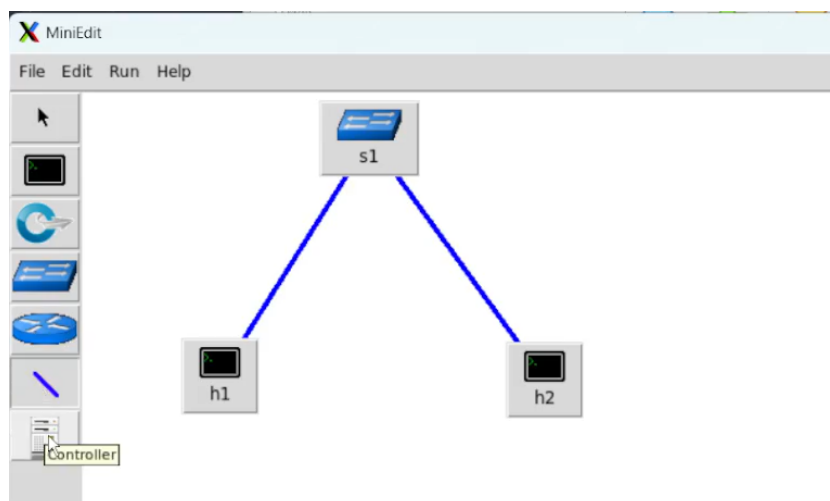 MiniEdit
File Edit Run Help
s1
h1
h2
Controller